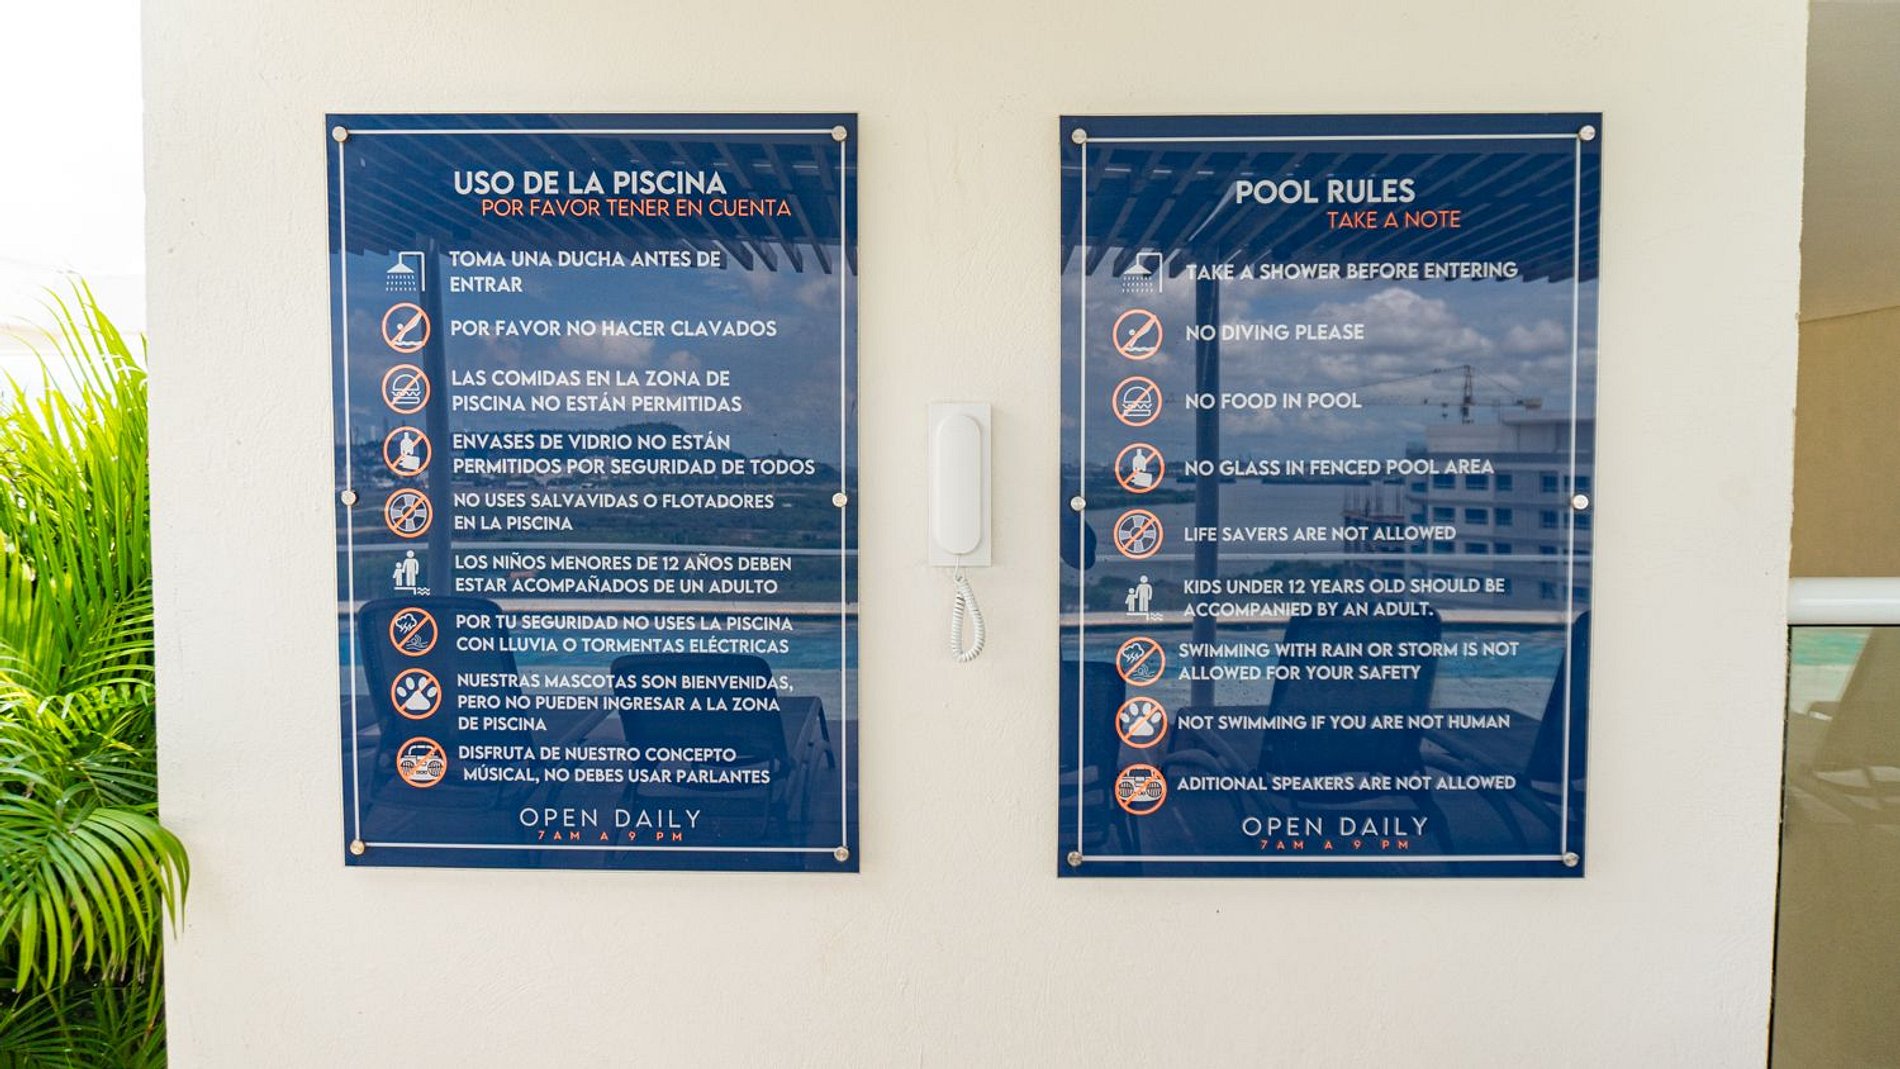 USO DE LA PISCINA
POR FAVOR TENER EN CUENTA
TOMA UNA DUCHA ANTES DE
ENTRAR
POR FAVOR NO HACER CLAVADOS
LAS COMIDAS EN LA ZONA DE
PISCINA NO ESTÁN PERMITIDAS
ENVASES DE VIDRIO NO ESTÁN
PERMITIDOS POR SEGURIDAD DE TODOS
NO USES SALVAVIDAS O FLOTADORES
EN LA PISCINA
LOS NIÑOS MENORES DE 12 AÑOS DEBEN
ESTAR ACOMPAÑADOS DE UN ADULTO
POR TU SEGURIDAD NO USES LA PISCINA
CON LLUVIA O TORMENTAS ELÉCTRICAS
NUESTRAS MASCOTAS SON BIENVENIDAS,
PERO NO PUEDEN INGRESAR A LA ZONA
DE PISCINA
DISFRUTA DE NUESTRO CONCEPTO
MÚSICAL, NO DEBES USAR PARLANTES
OPEN DAILY
7 AM A 9 PM
POOL RULES
TAKE A NOTE
TAKE A SHOWER BEFORE ENTERING
NO DIVING PLEASE
NO FOOD IN POOL
NO GLASS IN FENCED POOL AREA
LIFE SAVERS ARE NOT ALLOWED
KIDS UNDER 12 YEARS OLD SHOULD BE
ACCOMPANIED BY AN ADULT.
SWIMMING WITH RAIN OR STORM IS NOT
ALLOWED FOR YOUR SAFETY
NOT SWIMMING IF YOU ARE NOT HUMAN
ADITIONAL SPEAKERS ARE NOT ALLOWED
OPEN DAILY
7 AM A 9 PM